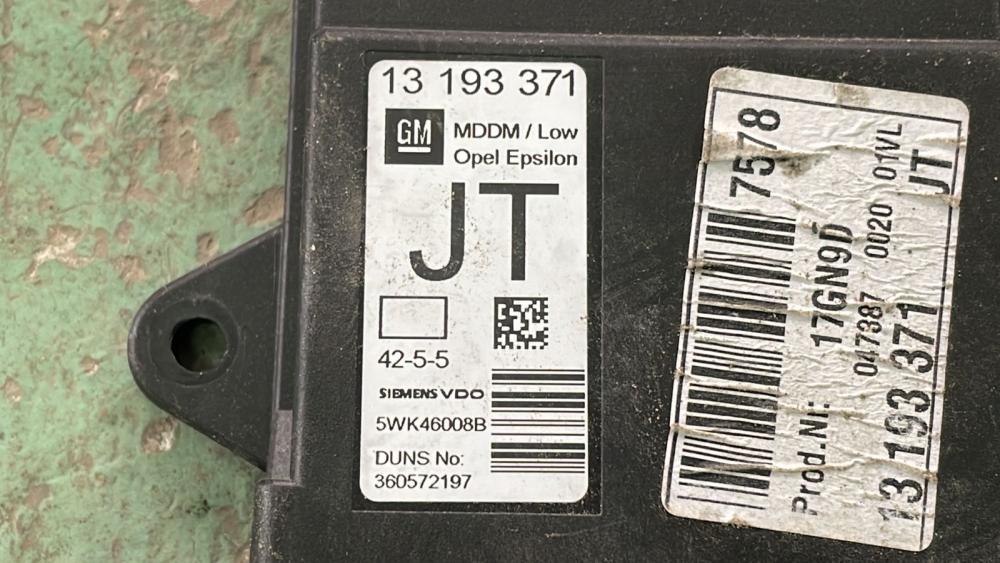 13 193 371
GM
MDDM / Low
Opel Epsilon
JT
42-5-5
SIEMENS VDO
5WK46008B
DUNS No:
360572197
7578
Prod.Nr: 17GN9D
047387 0020 01VL
13 193 371 JT